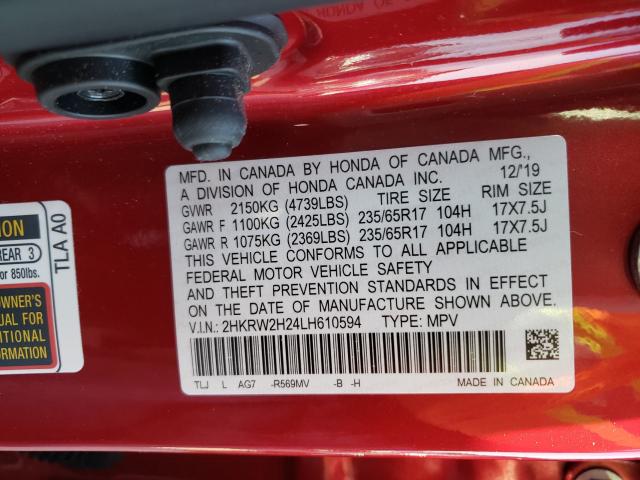 MFD. IN CANADA BY HONDA OF CANADA MFG.,
A DIVISION OF HONDA CANADA INC. 12/'19
GVWR 2150KG (4739LBS) TIRE SIZE RIM SIZE
GAWR F 1100KG (2425LBS) 235/65R17 104H 17X7.5J
GAWR R 1075KG (2369LBS) 235/65R17 104H 17X7.5J
THIS VEHICLE CONFORMS TO ALL APPLICABLE
FEDERAL MOTOR VEHICLE SAFETY
AND THEFT PREVENTION STANDARDS IN EFFECT
ON THE DATE OF MANUFACTURE SHOWN ABOVE.
V.I.N.: 2HKRW2H24LH610594 TYPE: MPV
TLJ L AG7 -R569MV -B -H MADE IN CANADA
TION
REAR 3
or 850lbs.
OWNER'S
UAL FOR
ITIONAL
ORMATION
TLA A0